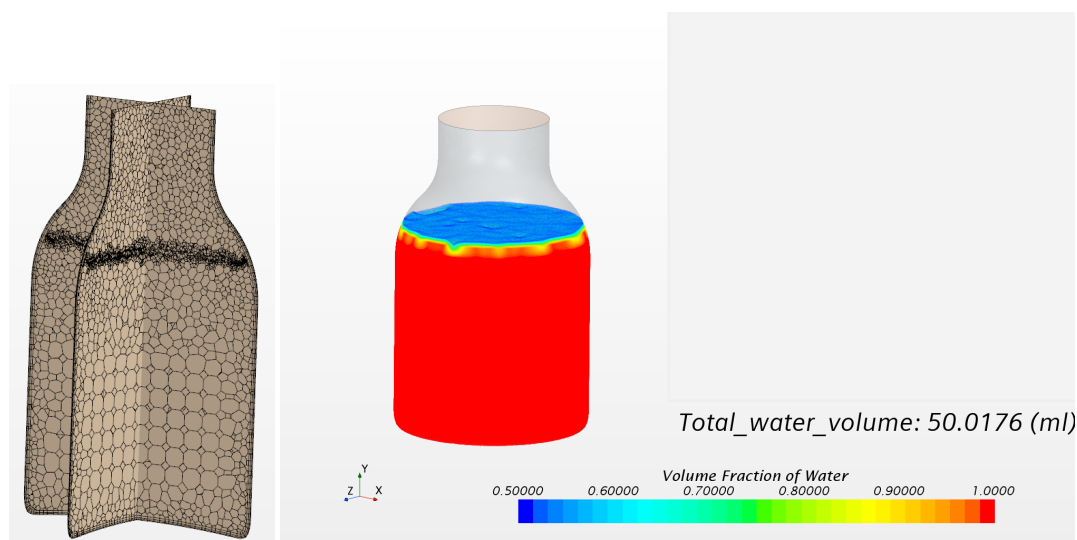 Total_water_volume: 50.0176 (ml)
Y
Z X
Volume Fraction of Water
0.50000 0.60000 0.70000 0.80000 0.90000 1.0000